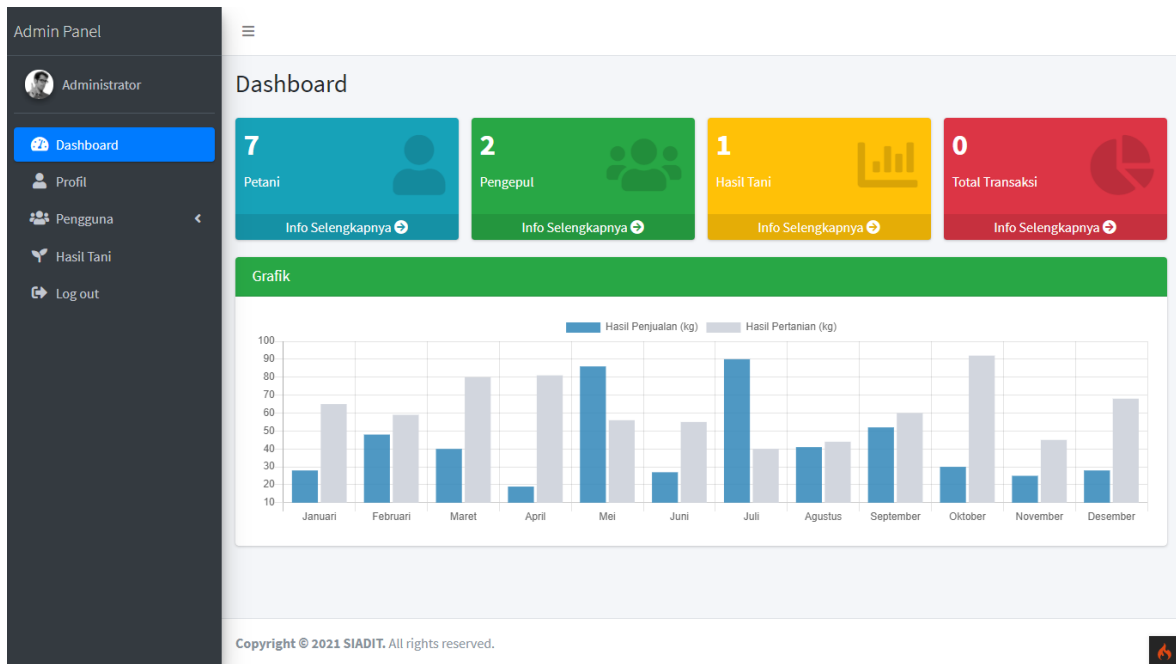 Admin Panel
Administrator
Dashboard
Profil
Pengguna
Hasil Tani
Log out
Dashboard
7
Petani
Info Selengkapnya
2
Pengepul
Info Selengkapnya
1
Hasil Tani
Info Selengkapnya
0
Total Transaksi
Info Selengkapnya
Grafik
Hasil Penjualan (kg) Hasil Pertanian (kg)
100
90
80
70
60
50
40
30
20
10
Januari Februari Maret April Mei Juni Juli Agustus September Oktober November Desember
Copyright © 2021 SIADIT. All rights reserved.